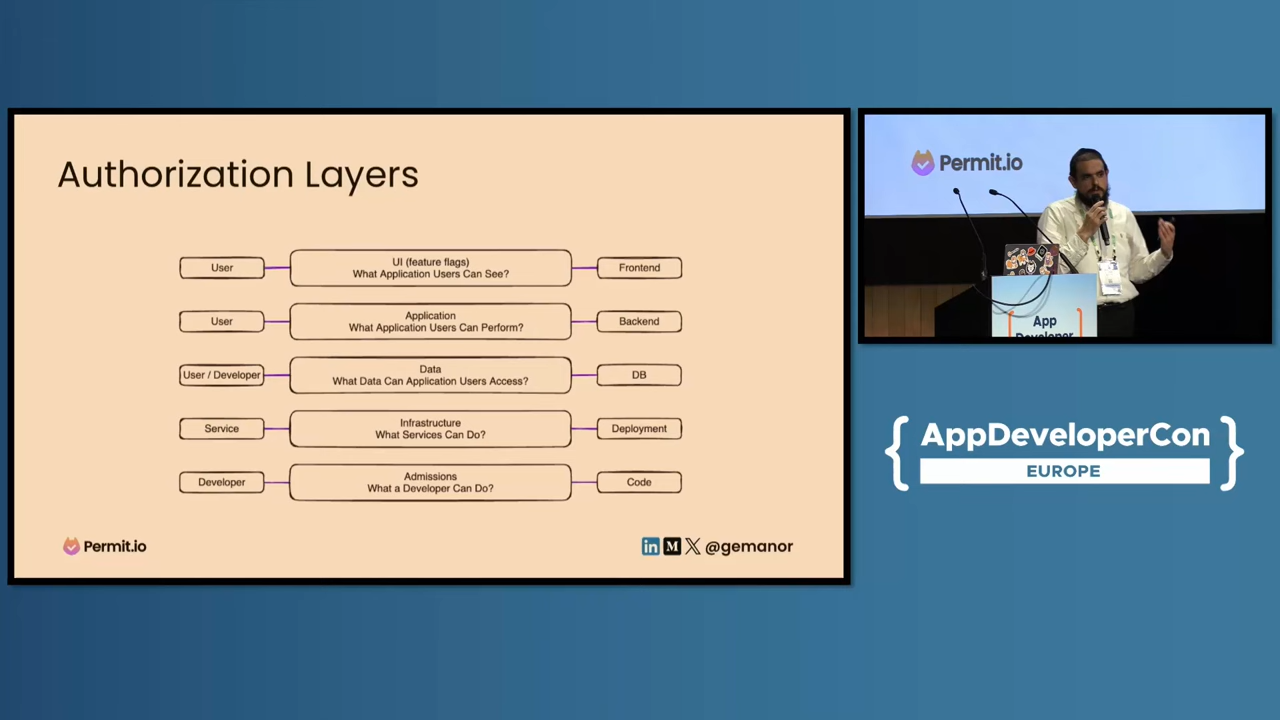 Authorization Layers
User
UI (feature flags)
What Application Users Can See?
Frontend
User
Application
What Application Users Can Perform?
Backend
User / Developer
Data
What Data Can Application Users Access?
DB
Service
Infrastructure
What Services Can Do?
Deployment
Developer
Admissions
What a Developer Can Do?
Code
Permit.io
in M X @gemanor
Permit.io
App
Developer
{ AppDeveloperCon }
EUROPE